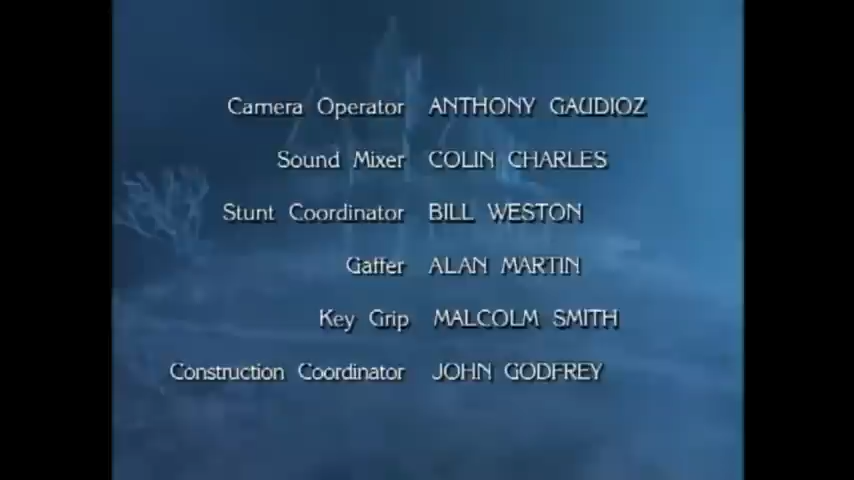 Camera Operator ANTHONY GAUDIOZ
Sound Mixer COLIN CHARLES
Stunt Coordinator BILL WESTON
Gaffer ALAN MARTIN
Key Grip MALCOLM SMITH
Construction Coordinator JOHN GODFREY